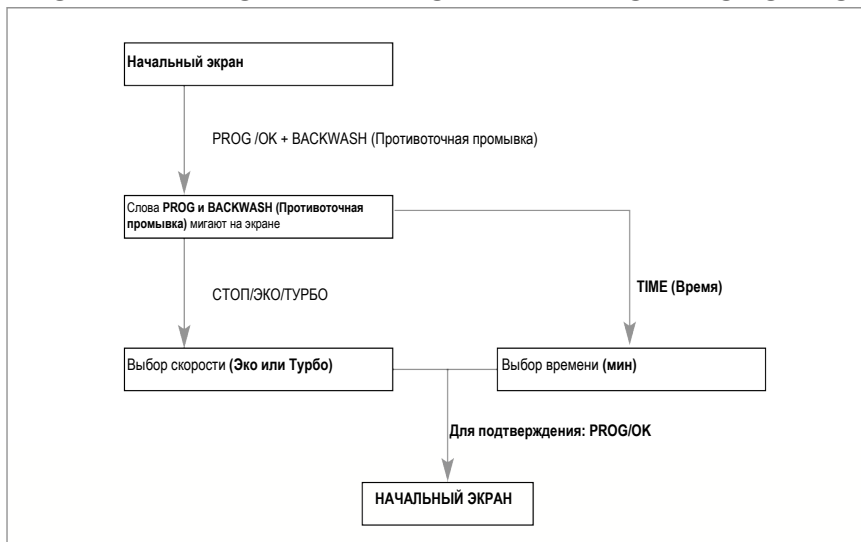 Начальный экран
PROG /OK + BACKWASH (Противоточная промывка)
Слова PROG и BACKWASH (Противоточная
промывка) мигают на экране
СТОП/ЭКО/ТУРБО
TIME (Время)
Выбор скорости (Эко или Турбо)
Выбор времени (мин)
Для подтверждения: PROG/OK
НАЧАЛЬНЫЙ ЭКРАН